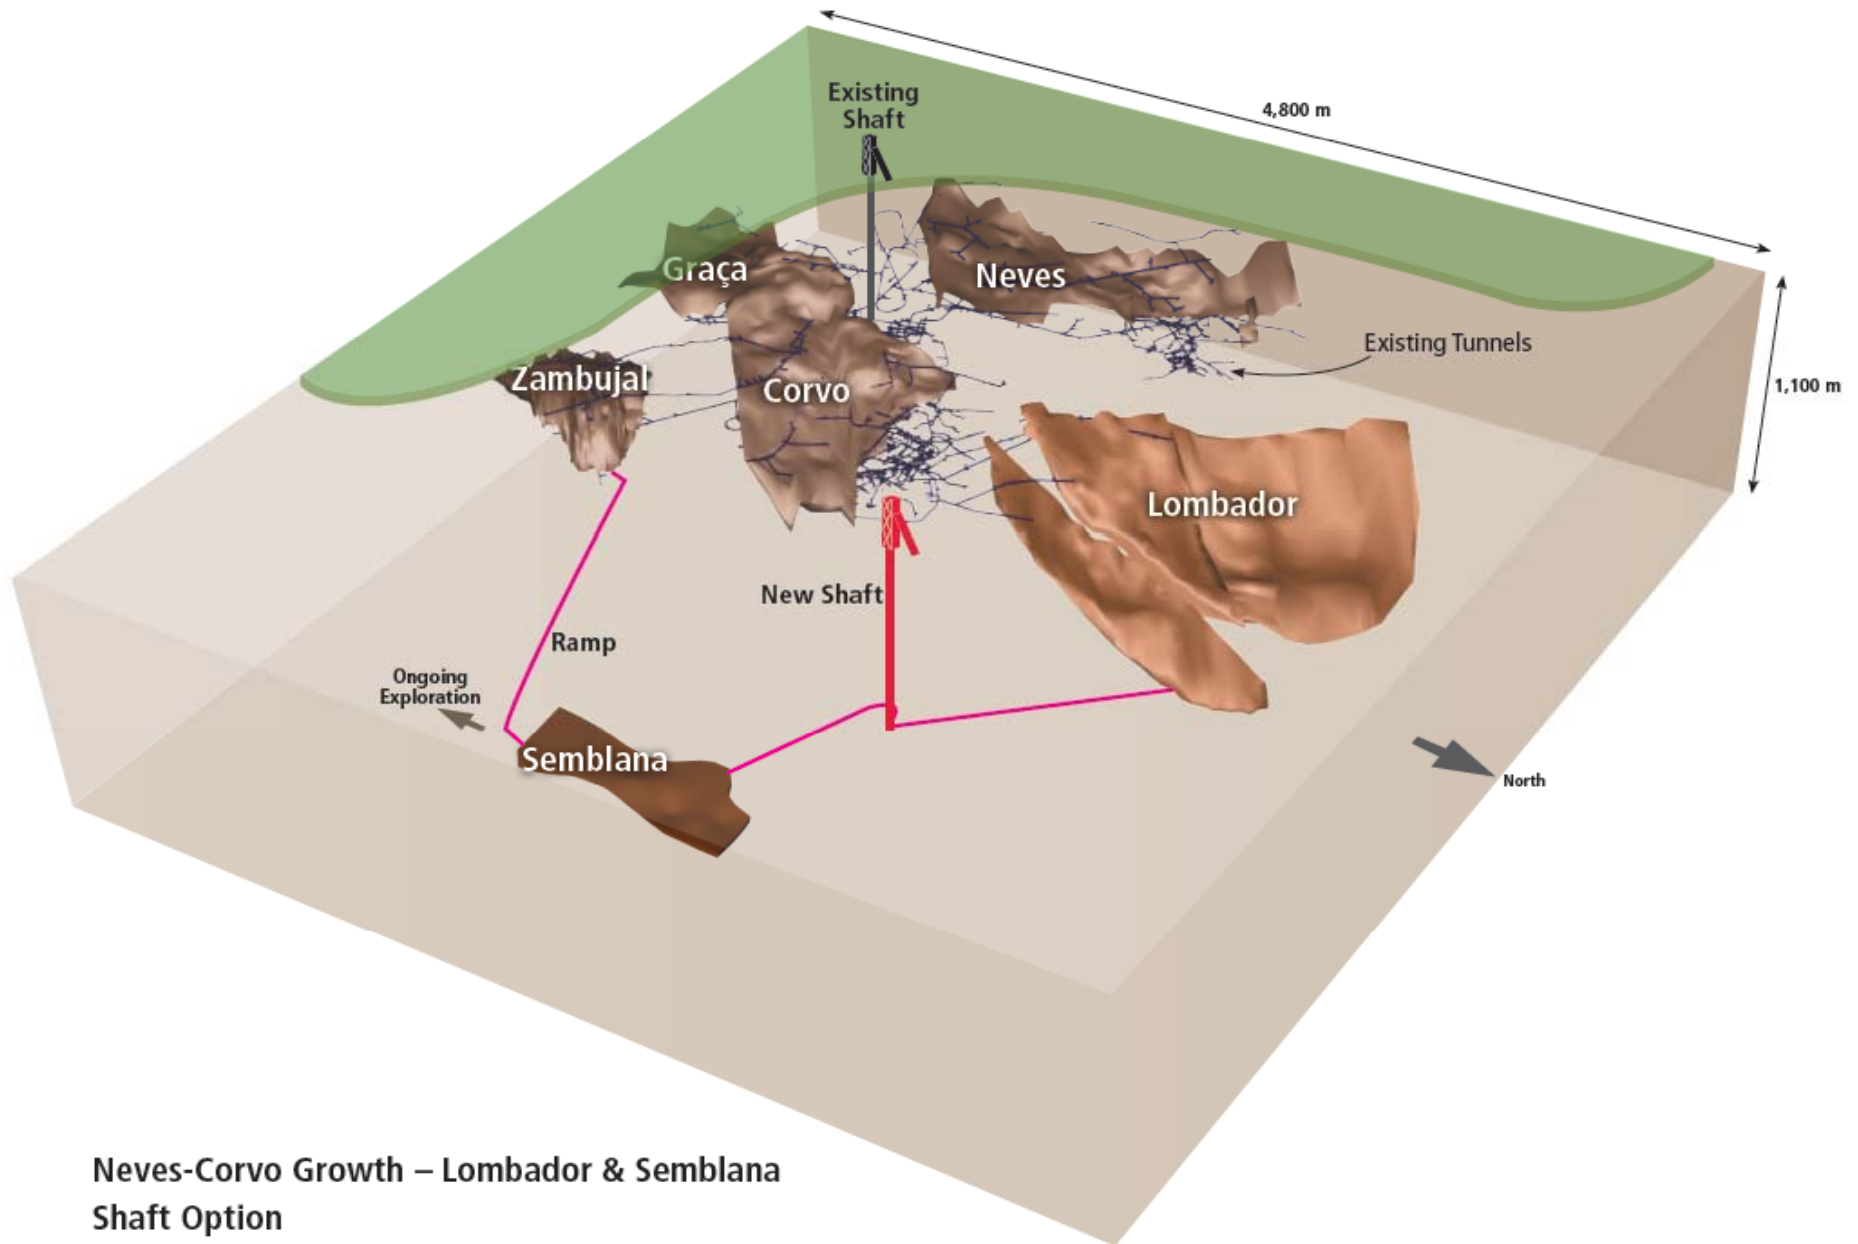 Existing
Shaft
4,800 m
Graça
Neves
Existing Tunnels
Zambujal
Corvo
1,100 m
Lombador
New Shaft
Ramp
Ongoing
Exploration
Semblana
North
Neves-Corvo Growth – Lombador & Semblana
Shaft Option